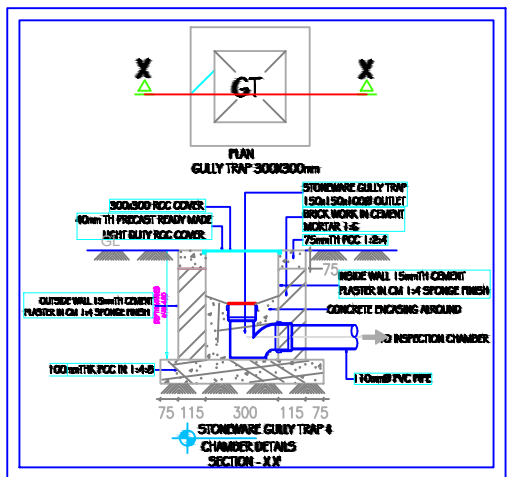 X
X
GT
PLAN
GULLY TRAP 300X300mm
STONEWARE GULLY TRAP
150x150x100Ø OUTLET
300x300 RCC COVER
BRICK WORK IN CEMENT
MORTAR 1:6
40mm TH PRECAST READY MADE
LIGHT DUTY RCC COVER
75mmTH PCC 1:2:4
GL
75
INSIDE WALL 15mmTH CEMENT
PLASTER IN CM 1:4 SPONGE FINISH
OUTSIDE WALL 15mmTH CEMENT
PLASTER IN CM 1:4 SPONGE FINISH
CONCRETE ENCASING AROUND
TO INSPECTION CHAMBER
100mmTHK PCC IN 1:4:8
110mmØ PVC PIPE
75 115 300 115 75
STONEWARE GULLY TRAP &
CHAMBER DETAILS
SECTION - X X'